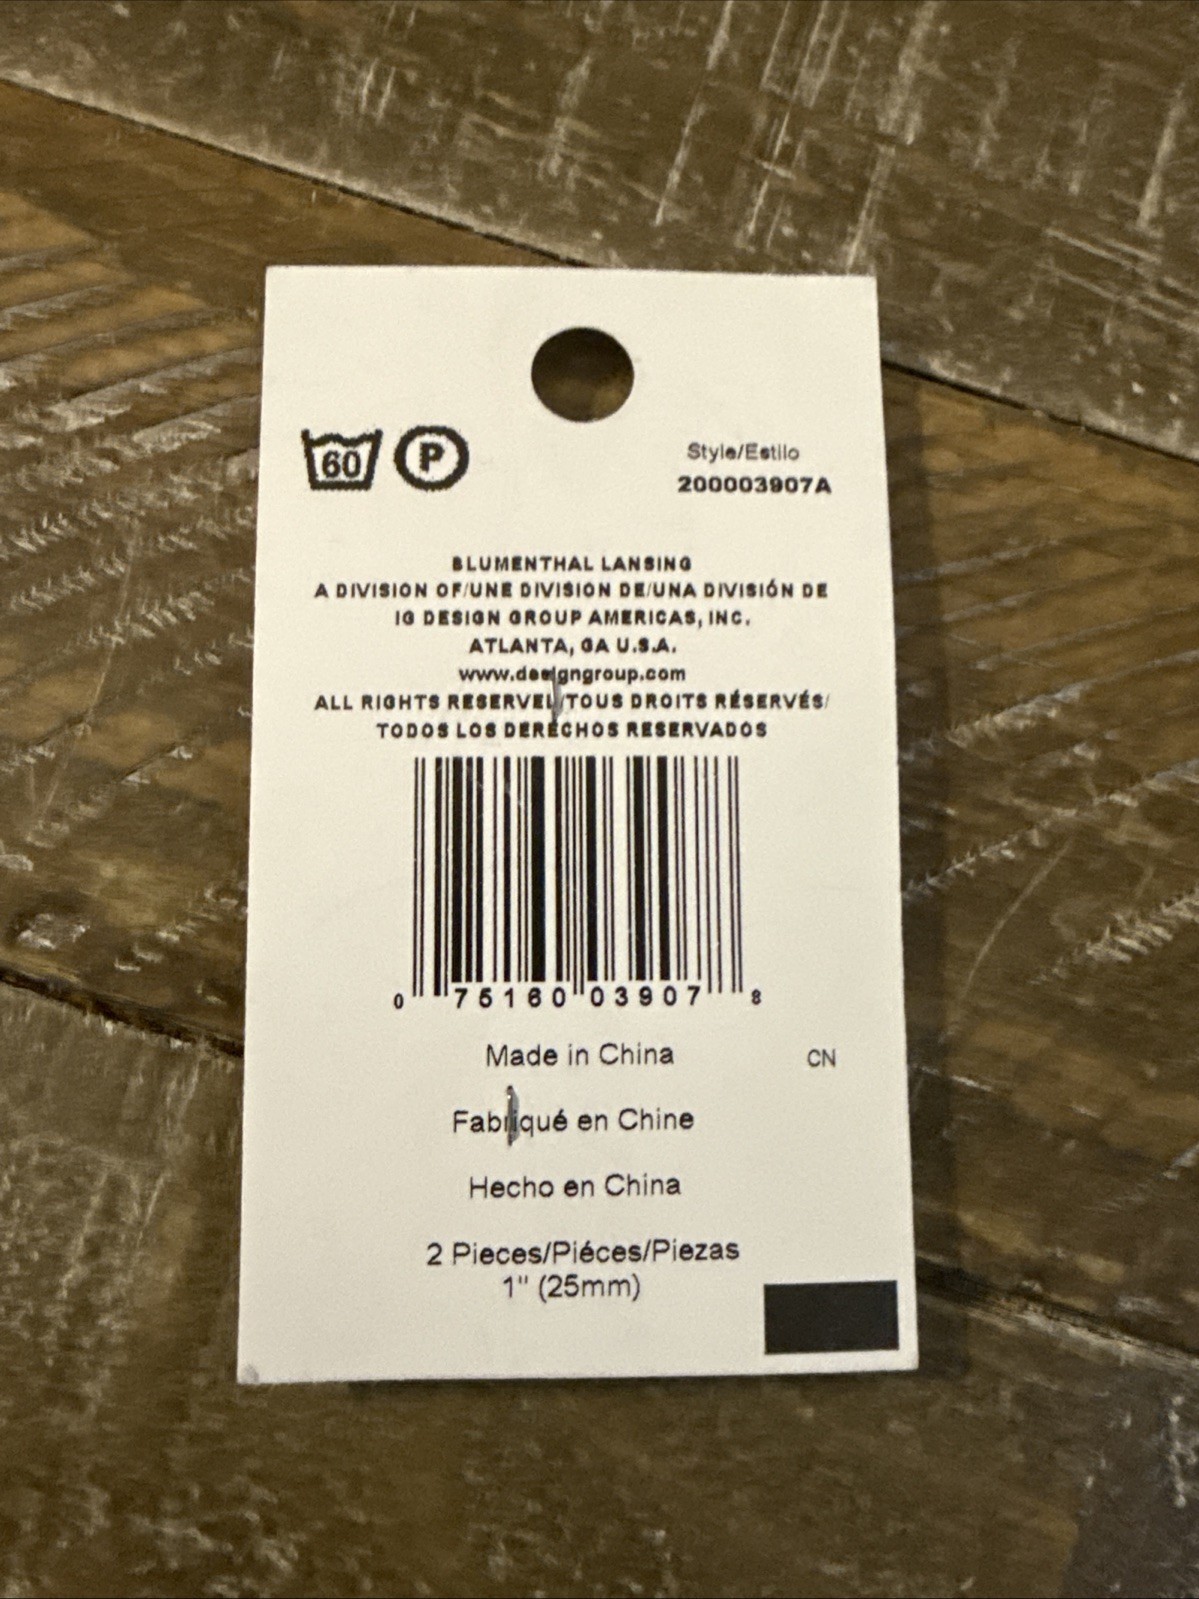 60 P
Style/Estilo
200003907A
BLUMENTHAL LANSING
A DIVISION OF/UNE DIVISION DE/UNA DIVISIÓN DE
IG DESIGN GROUP AMERICAS, INC.
ATLANTA, GA U.S.A.
www.designgroup.com
ALL RIGHTS RESERVED/TOUS DROITS RÉSERVÉS/
TODOS LOS DERECHOS RESERVADOS
0 75160 03907 8
Made in China
CN
Fabriqué en Chine
Hecho en China
2 Pieces/Piéces/Piezas
1" (25mm)